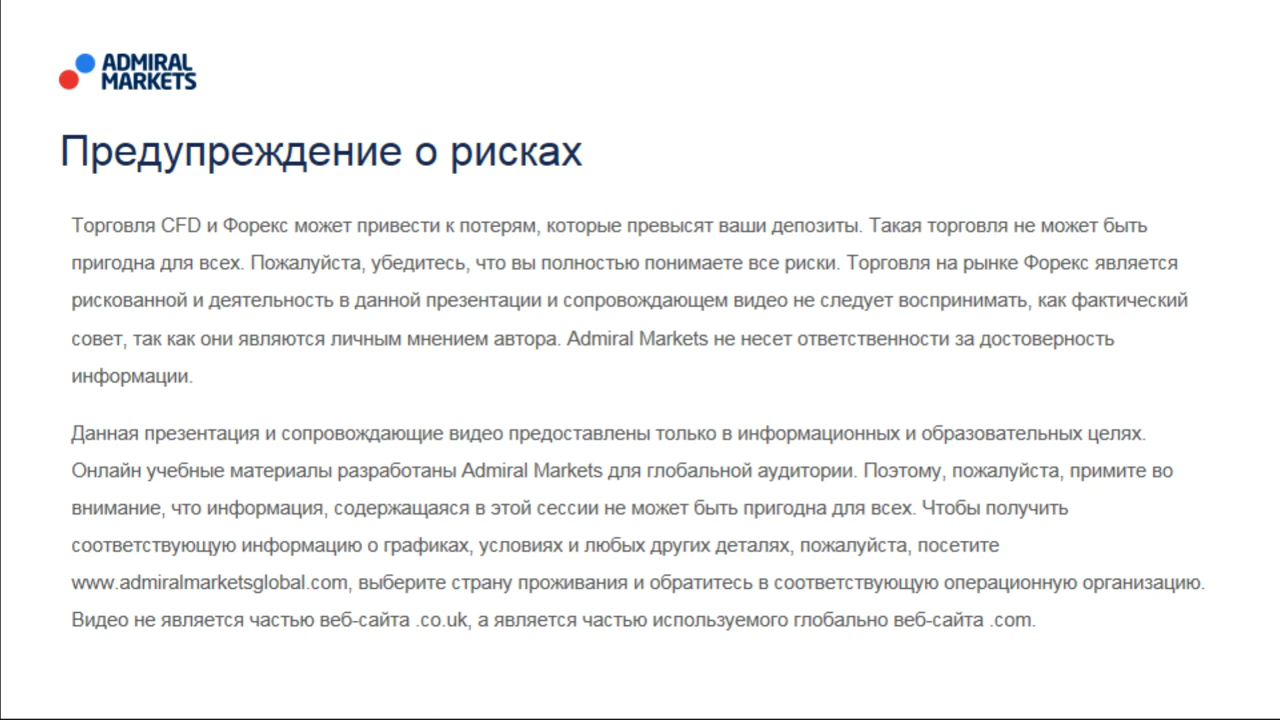 ADMIRAL
MARKETS
Предупреждение о рисках
Торговля CFD и Форекс может привести к потерям, которые превысят ваши депозиты. Такая торговля не может быть
пригодна для всех. Пожалуйста, убедитесь, что вы полностью понимаете все риски. Торговля на рынке Форекс является
рискованной и деятельность в данной презентации и сопровождающем видео не следует воспринимать, как фактический
совет, так как они являются личным мнением автора. Admiral Markets не несет ответственности за достоверность
информации.
Данная презентация и сопровождающие видео предоставлены только в информационных и образовательных целях.
Онлайн учебные материалы разработаны Admiral Markets для глобальной аудитории. Поэтому, пожалуйста, примите во
внимание, что информация, содержащаяся в этой сессии не может быть пригодна для всех. Чтобы получить
соответствующую информацию о графиках, условиях и любых других деталях, пожалуйста, посетите
www.admiralmarketsglobal.com, выберите страну проживания и обратитесь в соответствующую операционную организацию.
Видео не является частью веб-сайта .co.uk, а является частью используемого глобально веб-сайта .com.